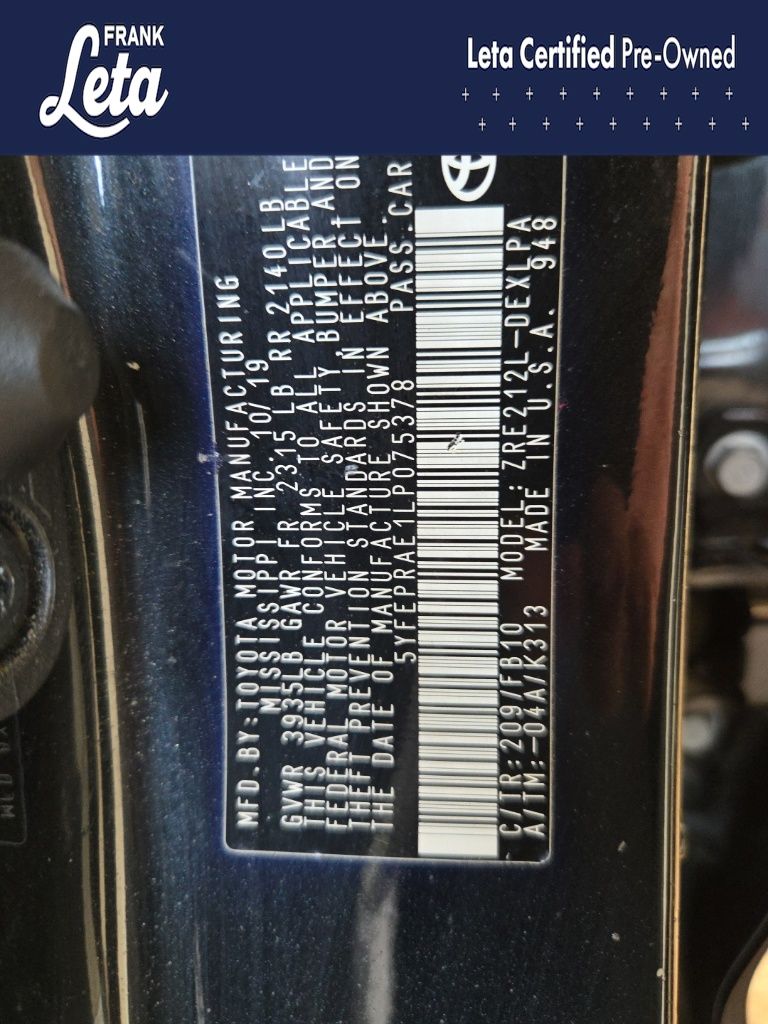 FRANK
Leta
Leta Certified Pre-Owned
MFD. BY: TOYOTA MOTOR MANUFACTURING
MISSISSIPPI INC 10/19
GVWR 3935LB GAWR FR 2315 LB RR 2140 LB
THIS VEHICLE CONFORMS TO ALL APPLICABLE
FEDERAL MOTOR VEHICLE SAFETY, BUMPER AND
THEFT PREVENTION STANDARDS IN EFFECT ON
THE DATE OF MANUFACTURE SHOWN ABOVE.
5YFEPRAE1LP075378 PASS. CAR
C/TR: 209/FB10 MODEL: ZRE212L-DEXLPA
A/TM:-04A/K313 MADE IN U.S.A. 948